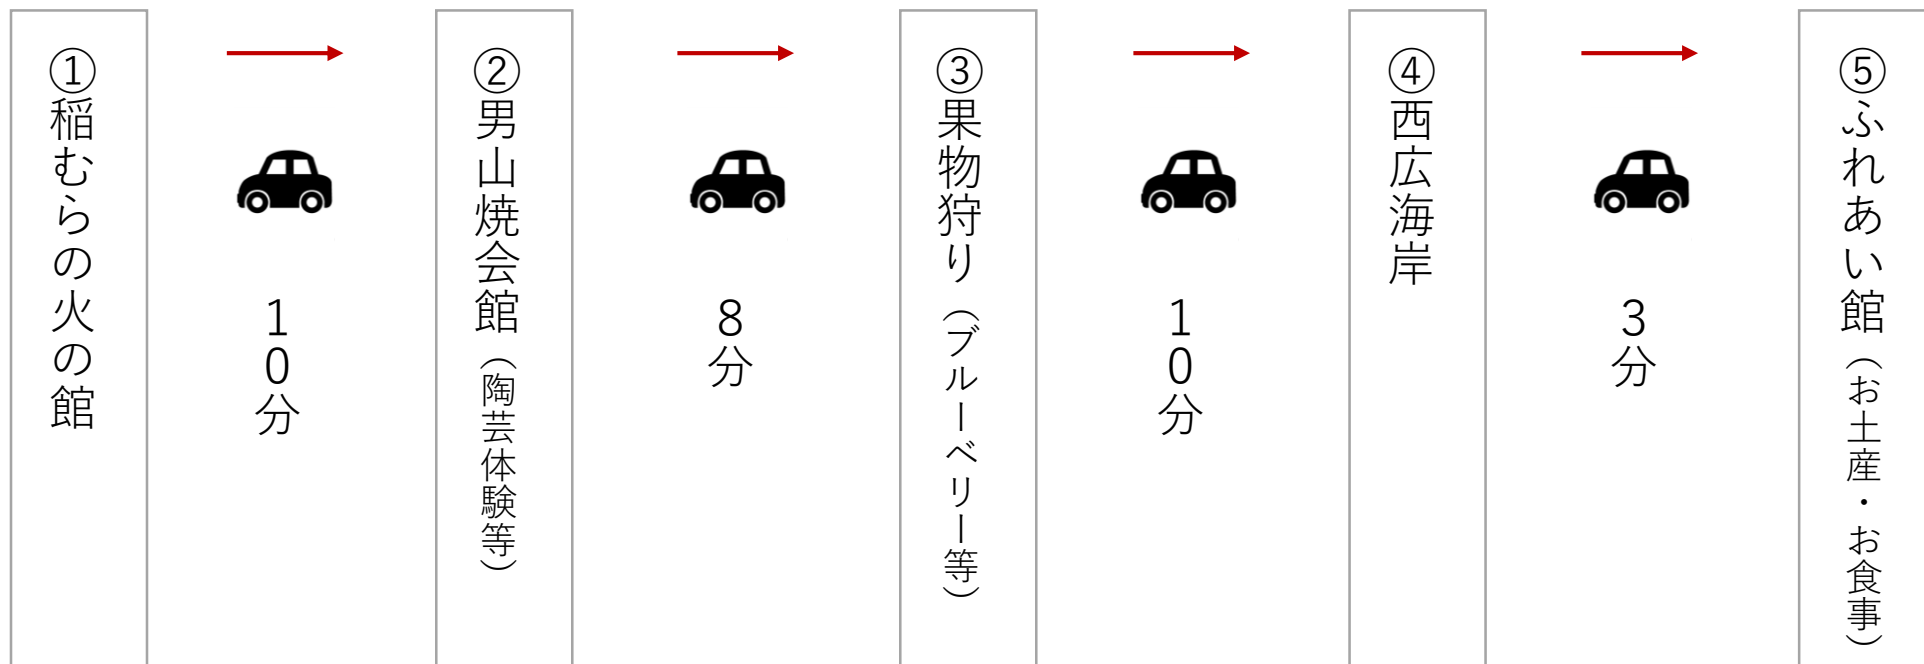 ①稲むらの火の館
10分
②男山焼会館（陶芸体験等）
8分
③果物狩り（ブルーベリー等）
10分
④西広海岸
3分
⑤ふれあい館（お土産・お食事）